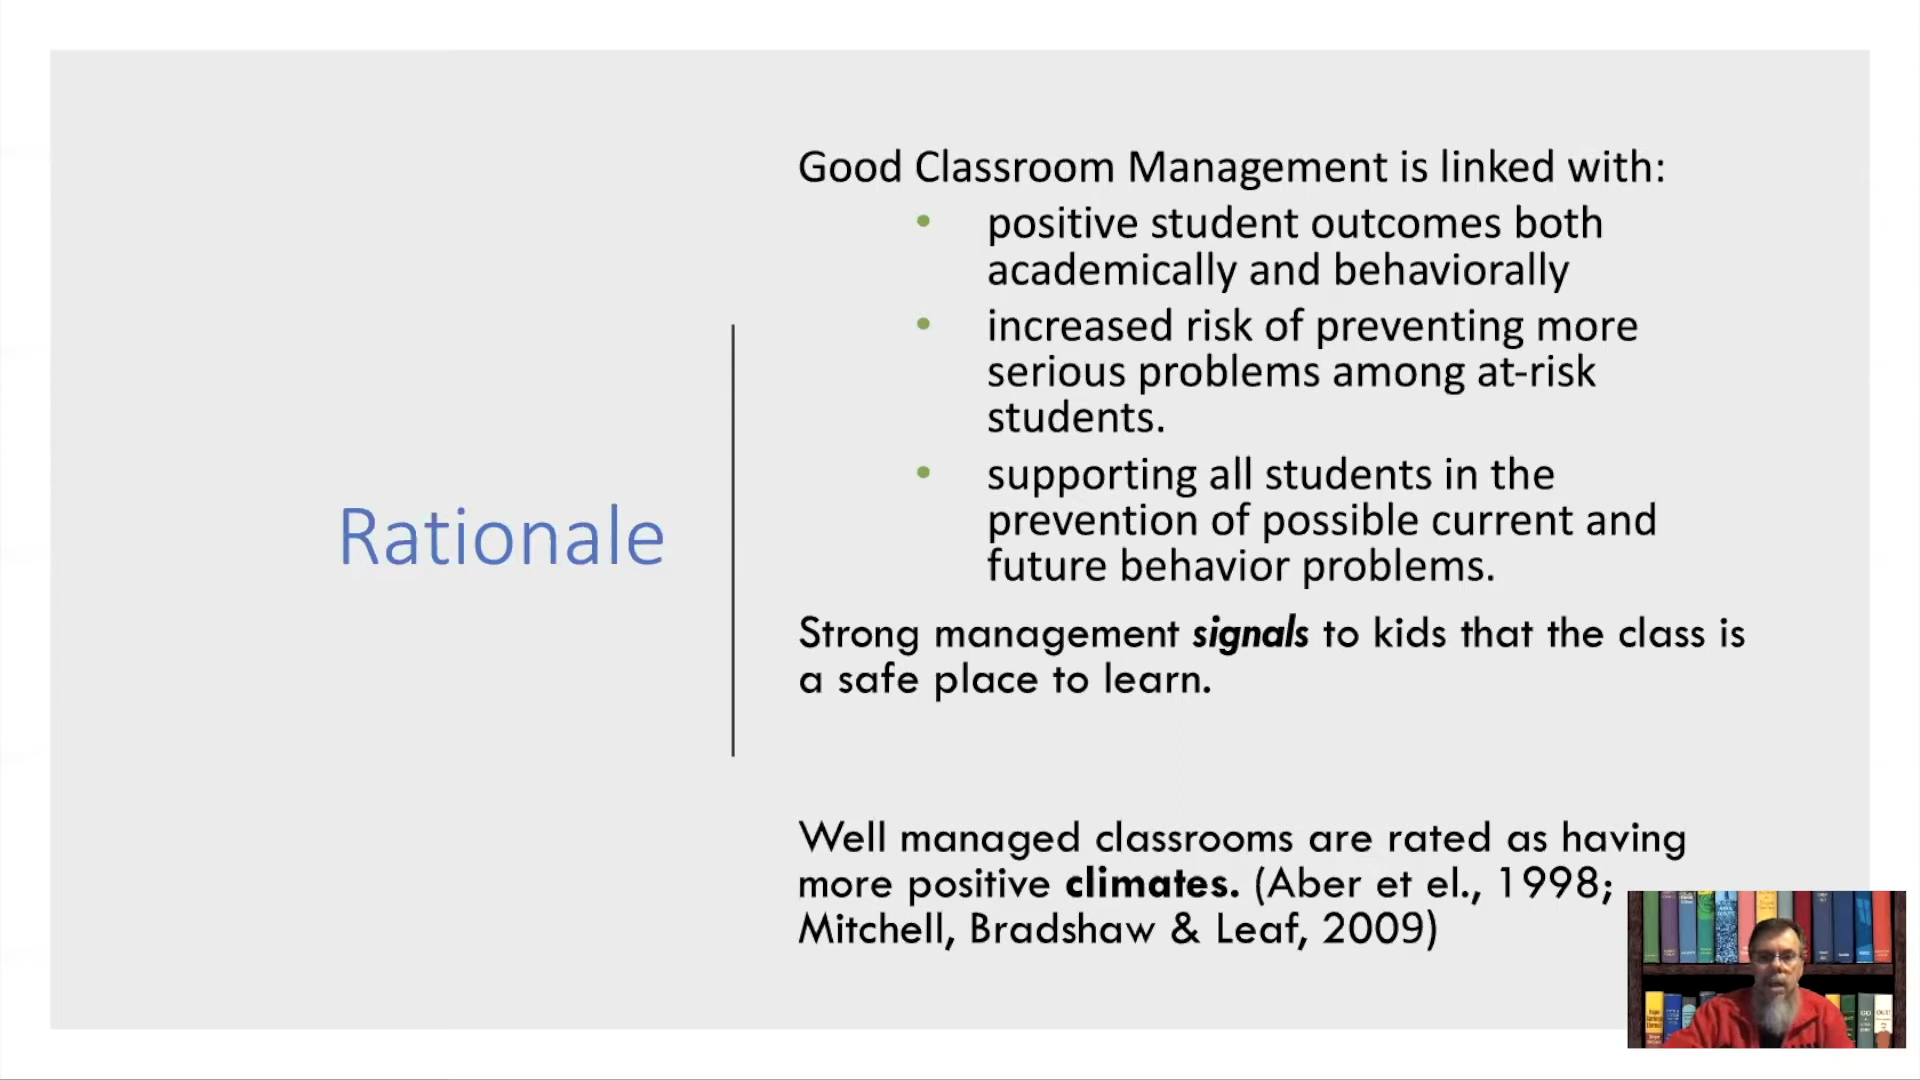 Rationale
Good Classroom Management is linked with:
• positive student outcomes both
academically and behaviorally
• increased risk of preventing more
serious problems among at-risk
students.
• supporting all students in the
prevention of possible current and
future behavior problems.
Strong management signals to kids that the class is
a safe place to learn.
Well managed classrooms are rated as having
more positive climates. (Aber et el., 1998;
Mitchell, Bradshaw & Leaf, 2009)